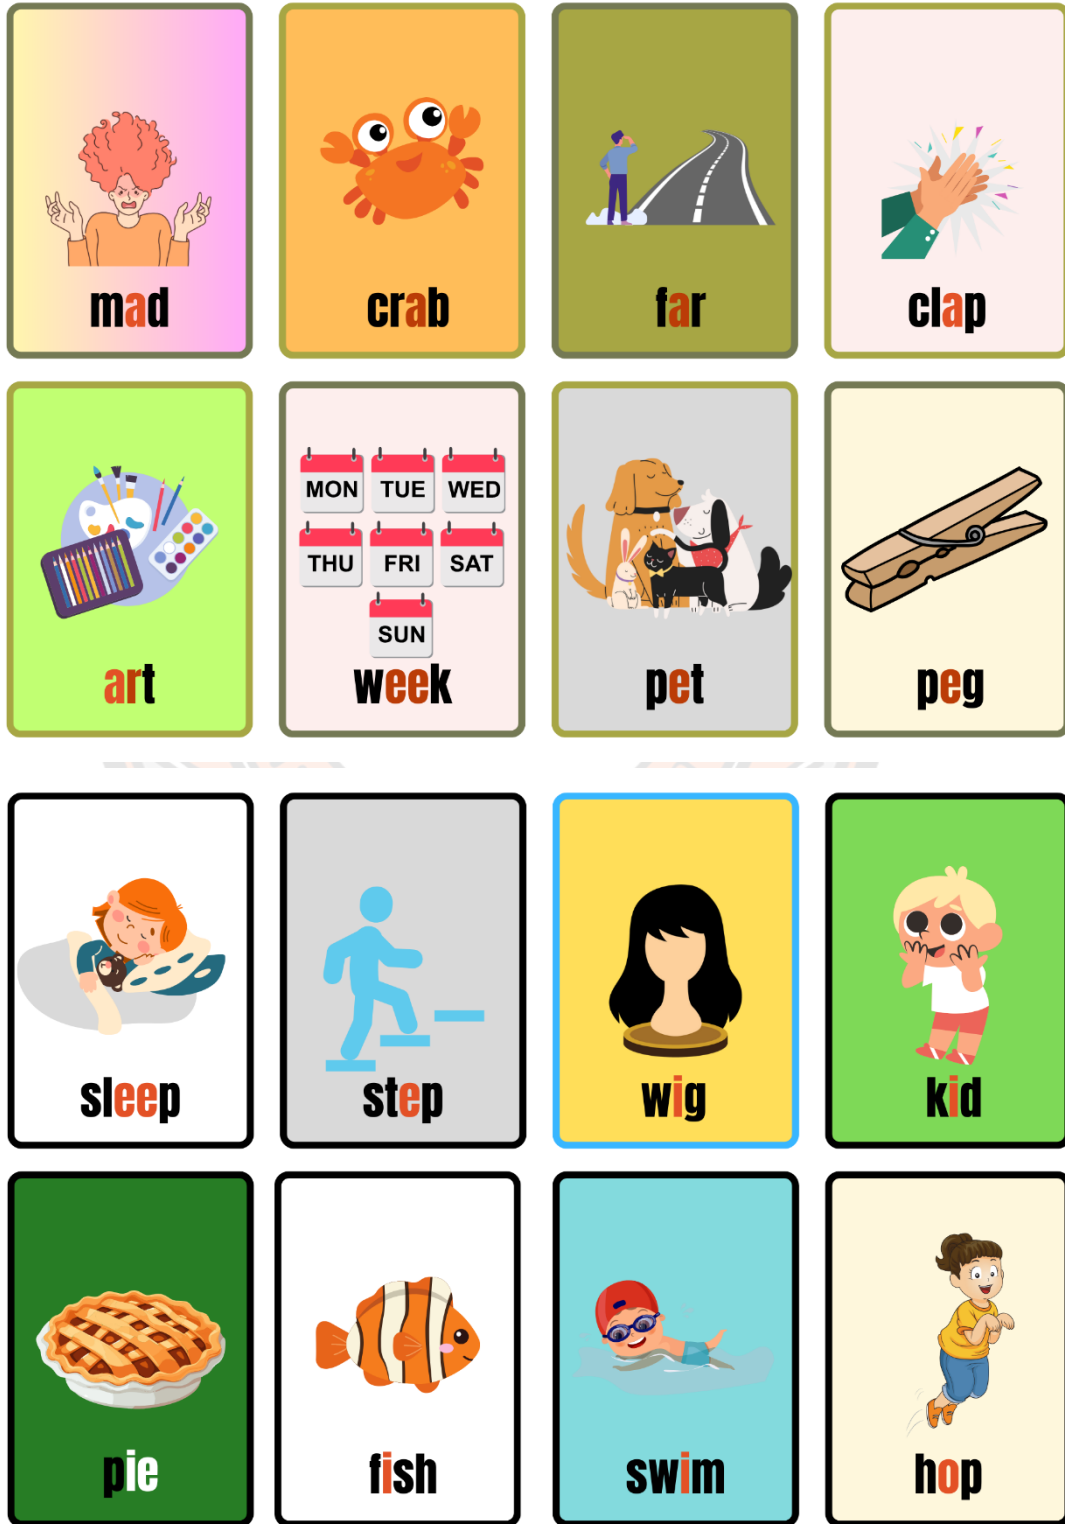 mad
crab
far
clap
art
MON TUE WED
THU FRI SAT
SUN
week
pet
peg
sleep
step
wig
kid
pie
fish
swim
hop